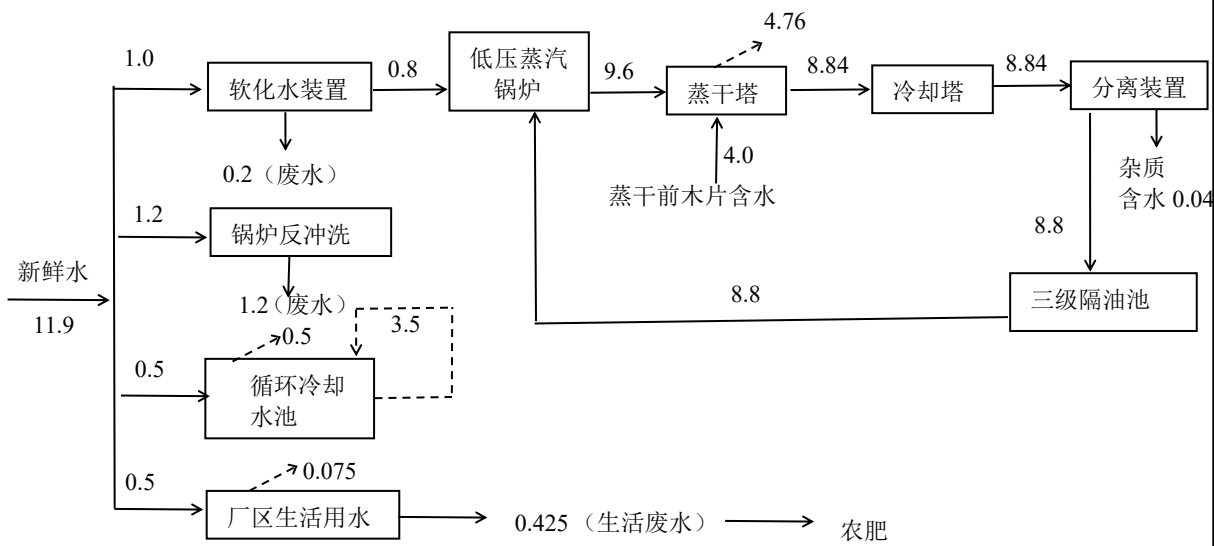 4.76
1.0
软化水装置
0.8
低压蒸汽
锅炉
9.6
蒸干塔
8.84
冷却塔
8.84
分离装置
0.2（废水）
4.0
蒸干前木片含水
杂质
含水 0.04
1.2
锅炉反冲洗
8.8
新鲜水
11.9
1.2（废水）
8.8
三级隔油池
0.5
3.5
0.5
循环冷却
水池
0.5
0.075
厂区生活用水
0.425 （生活废水）
农肥